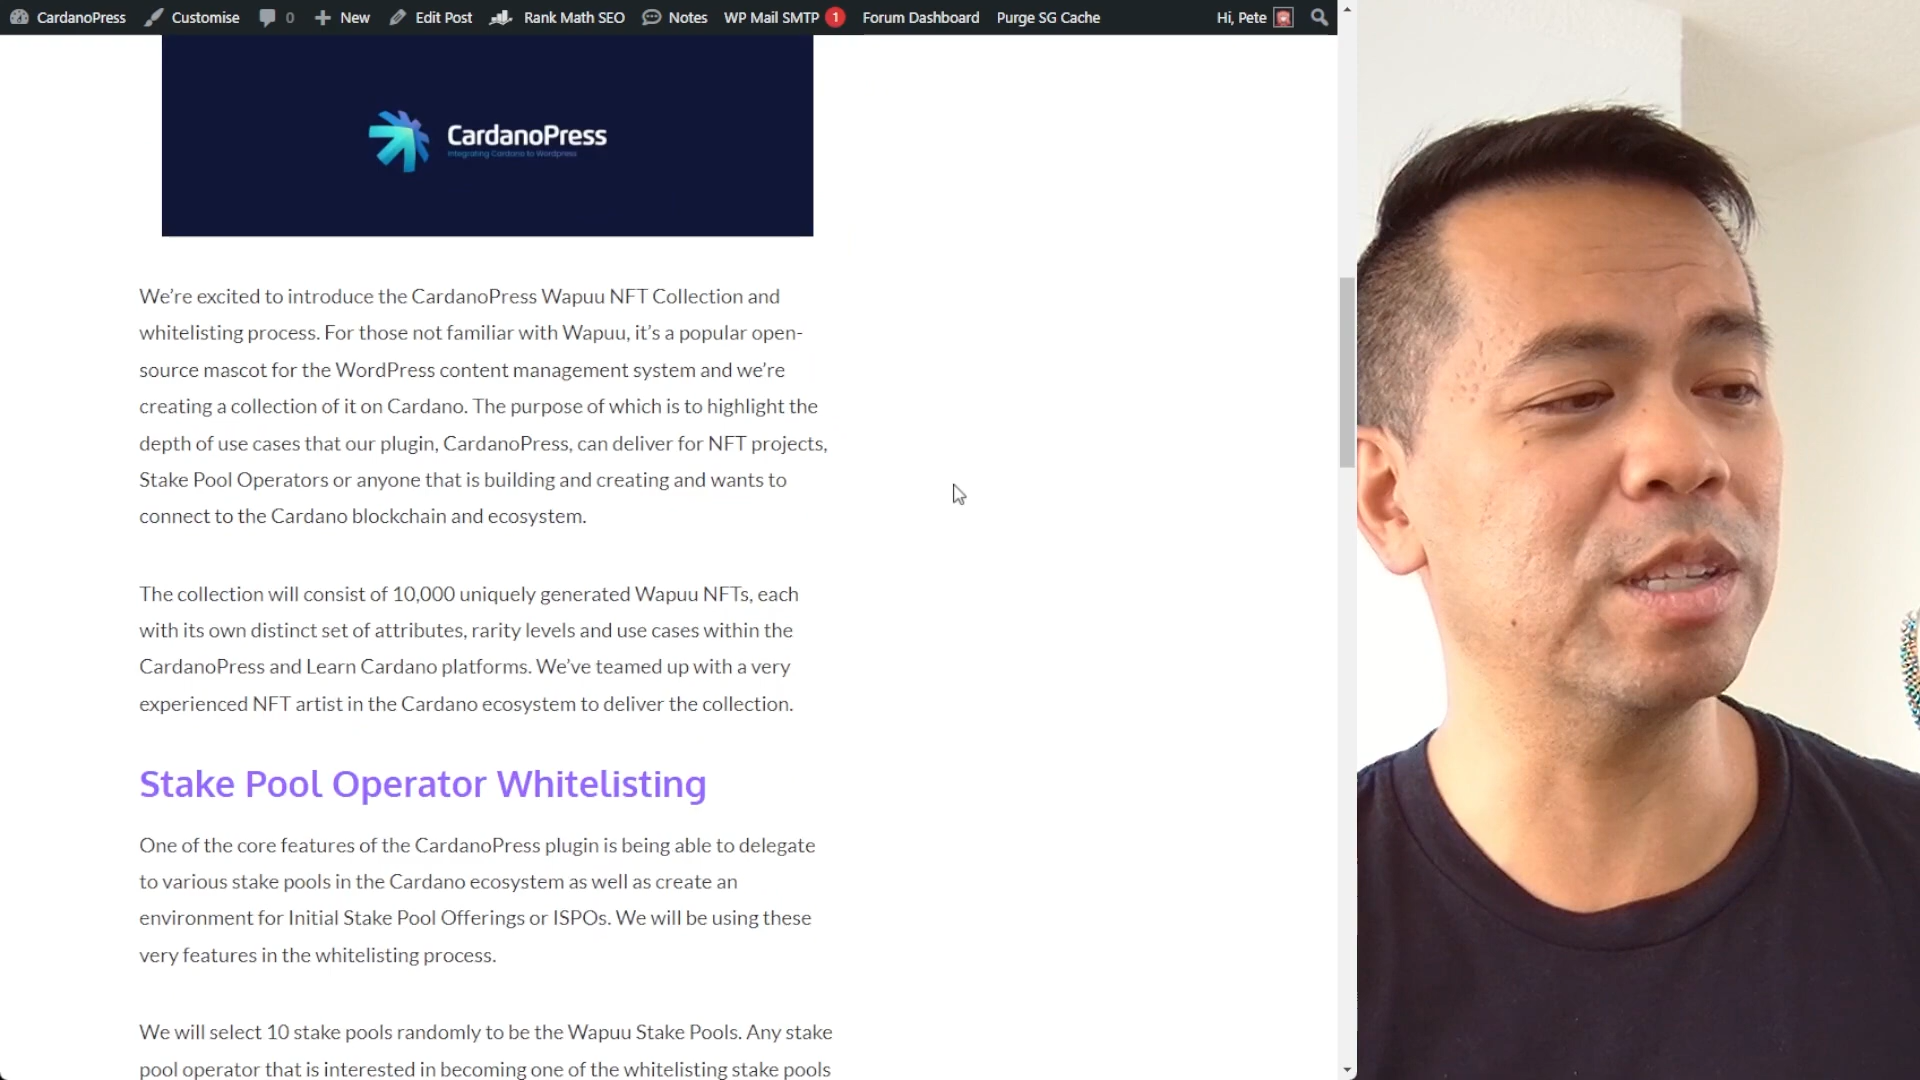 CardanoPress Customise 0 New Edit Post Rank Math SEO Notes WP Mail SMTP 1 Forum Dashboard Purge SG Cache Hi, Pete
CardanoPress
Integrating Cardano to Wordpress
We're excited to introduce the CardanoPress Wapuu NFT Collection and
whitelisting process. For those not familiar with Wapuu, it's a popular open-
source mascot for the WordPress content management system and we're
creating a collection of it on Cardano. The purpose of which is to highlight the
depth of use cases that our plugin, CardanoPress, can deliver for NFT projects,
Stake Pool Operators or anyone that is building and creating and wants to
connect to the Cardano blockchain and ecosystem.
The collection will consist of 10,000 uniquely generated Wapuu NFTs, each
with its own distinct set of attributes, rarity levels and use cases within the
CardanoPress and Learn Cardano platforms. We've teamed up with a very
experienced NFT artist in the Cardano ecosystem to deliver the collection.
Stake Pool Operator Whitelisting
One of the core features of the CardanoPress plugin is being able to delegate
to various stake pools in the Cardano ecosystem as well as create an
environment for Initial Stake Pool Offerings or ISPOs. We will be using these
very features in the whitelisting process.
We will select 10 stake pools randomly to be the Wapuu Stake Pools. Any stake
pool operator that is interested in becoming one of the whitelisting stake pools